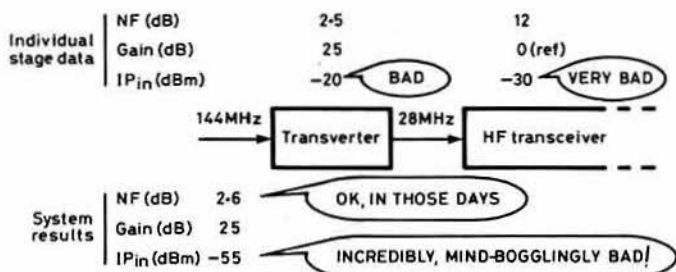 NF (dB) 2·5 12
Individual stage data
Gain (dB) 25 0 (ref)
IPin (dBm) −20 BAD −30 VERY BAD
144MHz Transverter 28MHz HF transceiver
NF (dB) 2·6 OK, IN THOSE DAYS
System results
Gain (dB) 25
IPin (dBm) −55 INCREDIBLY, MIND-BOGGLINGLY BAD!